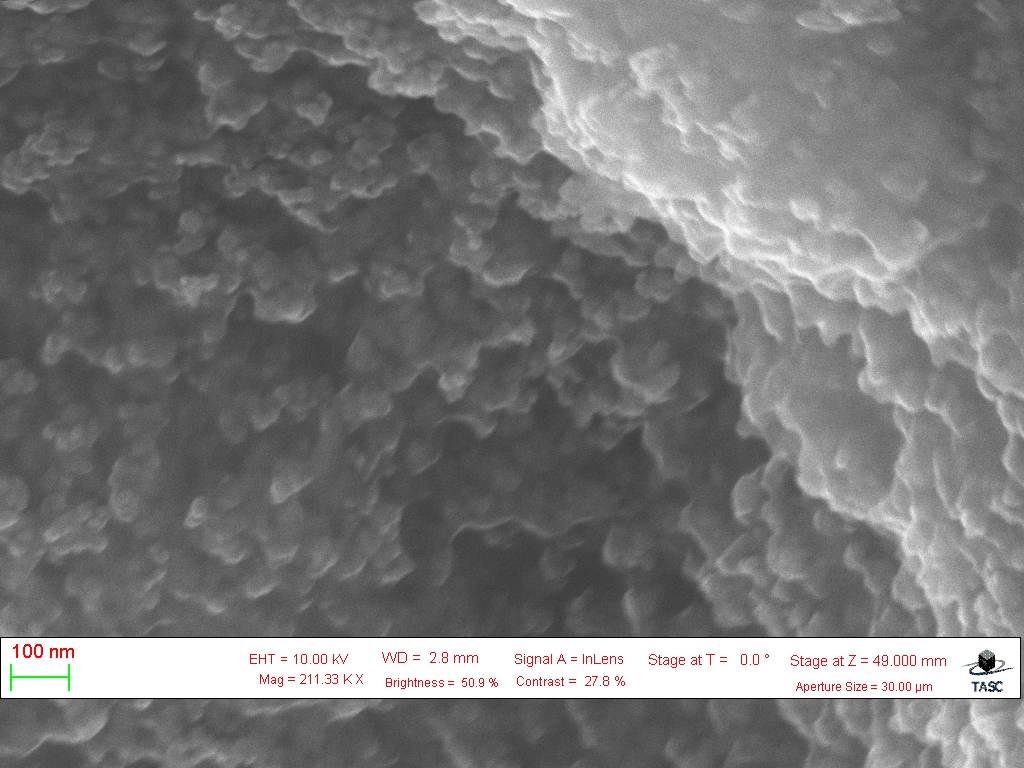 100 nm
EHT = 10.00 kV WD = 2.8 mm Signal A = InLens Stage at T = 0.0 ° Stage at Z = 49.000 mm
Mag = 211.33 K X Brightness = 50.9 % Contrast = 27.8 % Aperture Size = 30.00 µm
TASC